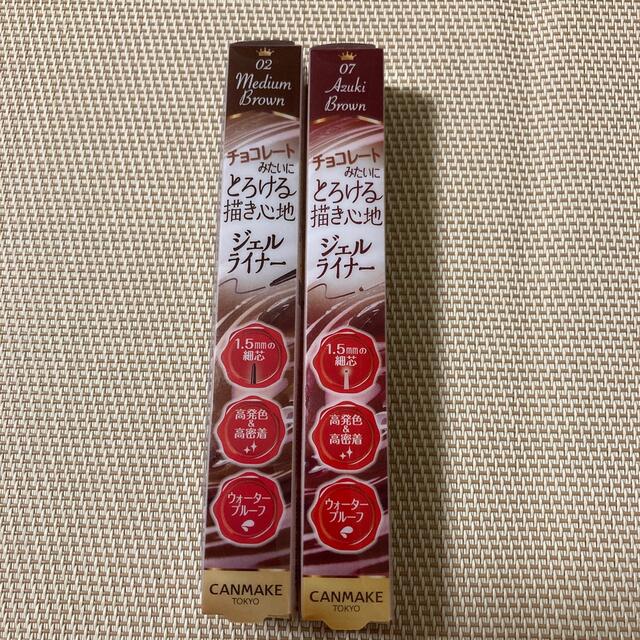 02
Medium
Brown
チョコレート
みたいに
とろける
描き心地
ジェル
ライナー
1.5mmの
細芯
高発色
&
高密着
ウォーター
プルーフ
CANMAKE
TOKYO
07
Azuki
Brown
チョコレート
みたいに
とろける
描き心地
ジェル
ライナー
1.5mmの
細芯
高発色
&
高密着
ウォーター
プルーフ
CANMAKE
TOKYO